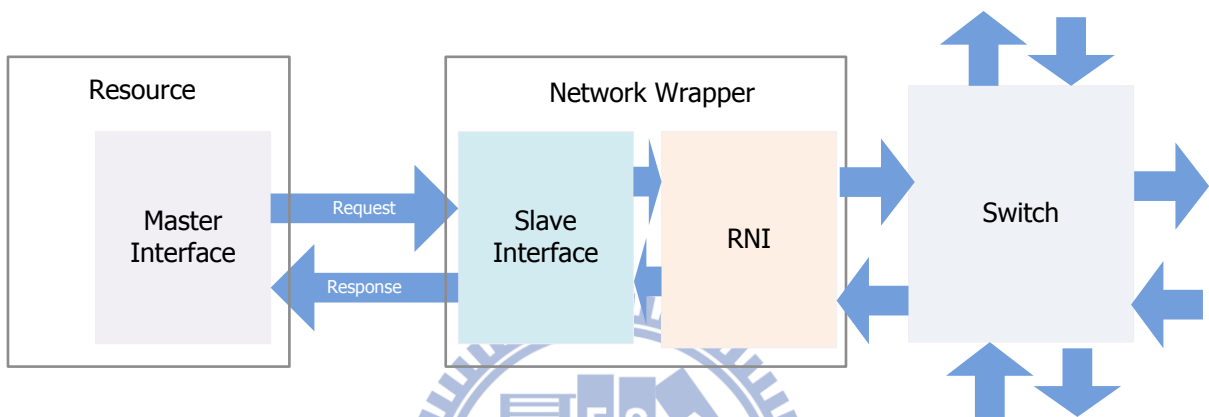 Resource
Network Wrapper
Master
Interface
Request
Response
Slave
Interface
RNI
Switch